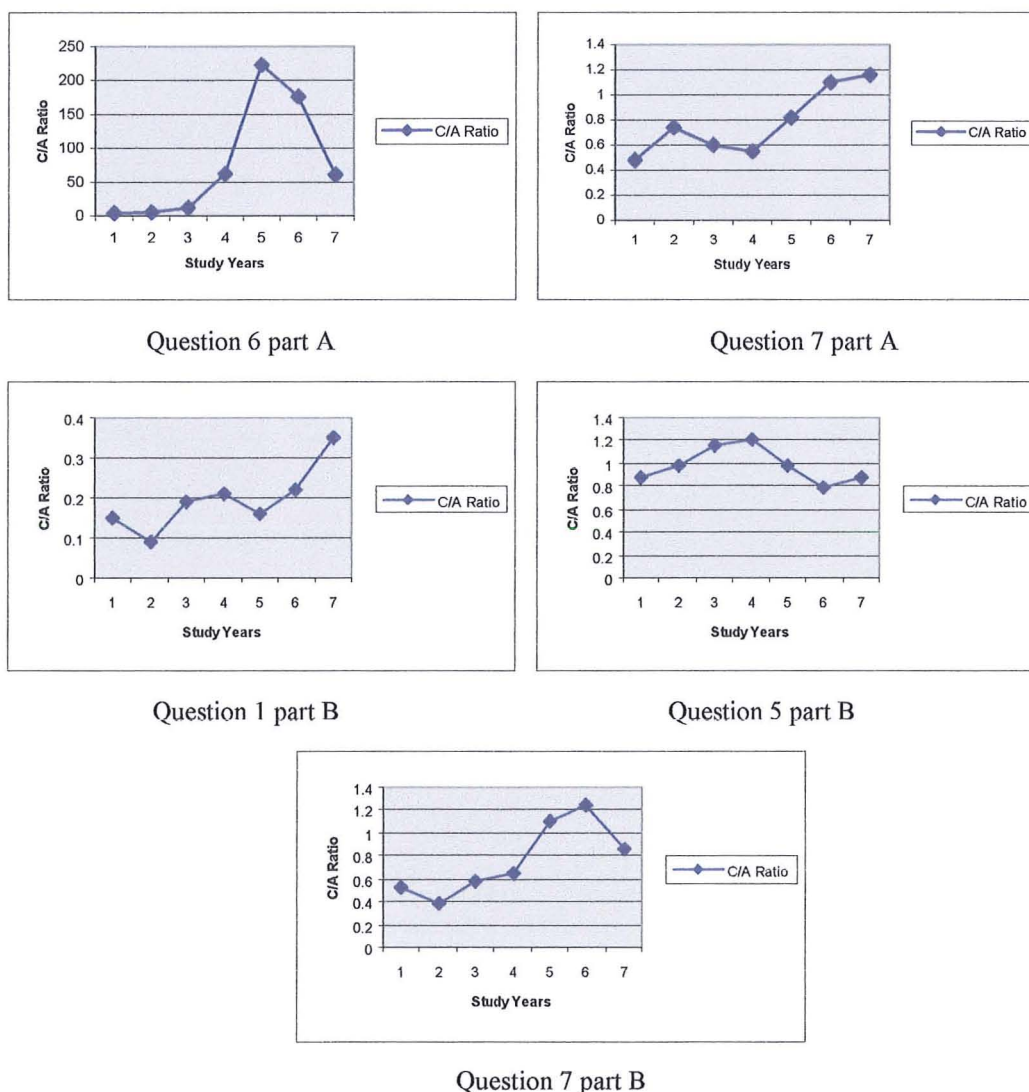 250
200
150
100
50
0
C/A Ratio
1 2 3 4 5 6 7
Study Years
C/A Ratio
Question 6 part A
1.4
1.2
1
0.8
0.6
0.4
0.2
0
C/A Ratio
1 2 3 4 5 6 7
Study Years
C/A Ratio
Question 7 part A
0.4
0.3
0.2
0.1
0
C/A Ratio
1 2 3 4 5 6 7
Study Years
C/A Ratio
Question 1 part B
1.4
1.2
1
0.8
0.6
0.4
0.2
0
C/A Ratio
1 2 3 4 5 6 7
Study Years
C/A Ratio
Question 5 part B
1.4
1.2
1
0.8
0.6
0.4
0.2
0
C/A Ratio
1 2 3 4 5 6 7
Study Years
C/A Ratio
Question 7 part B